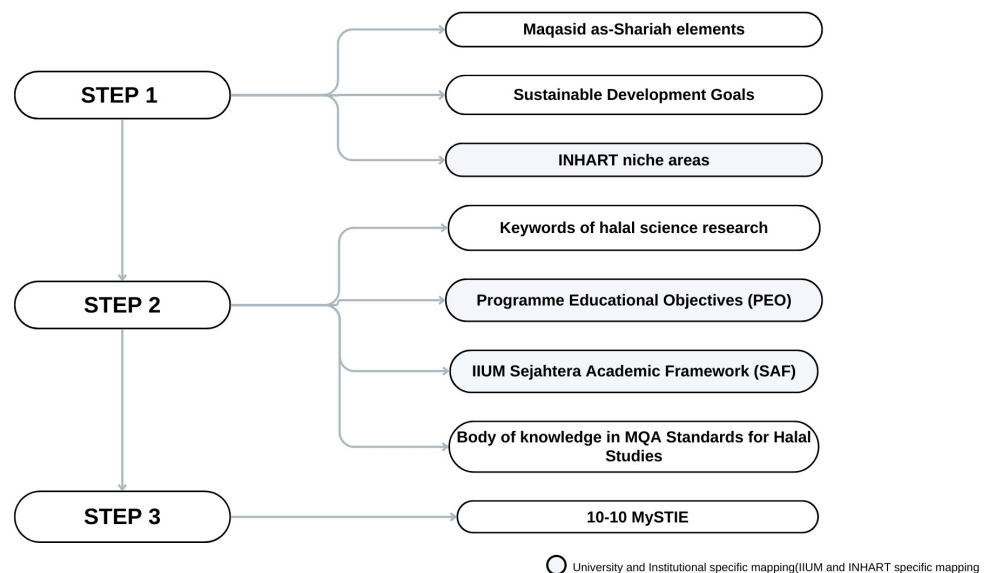 Maqasid as-Shariah elements
STEP 1
Sustainable Development Goals
INHART niche areas
Keywords of halal science research
STEP 2
Programme Educational Objectives (PEO)
IIUM Sejahtera Academic Framework (SAF)
Body of knowledge in MQA Standards for Halal
Studies
STEP 3
10-10 MySTIE
University and Institutional specific mapping(IIUM and INHART specific mapping